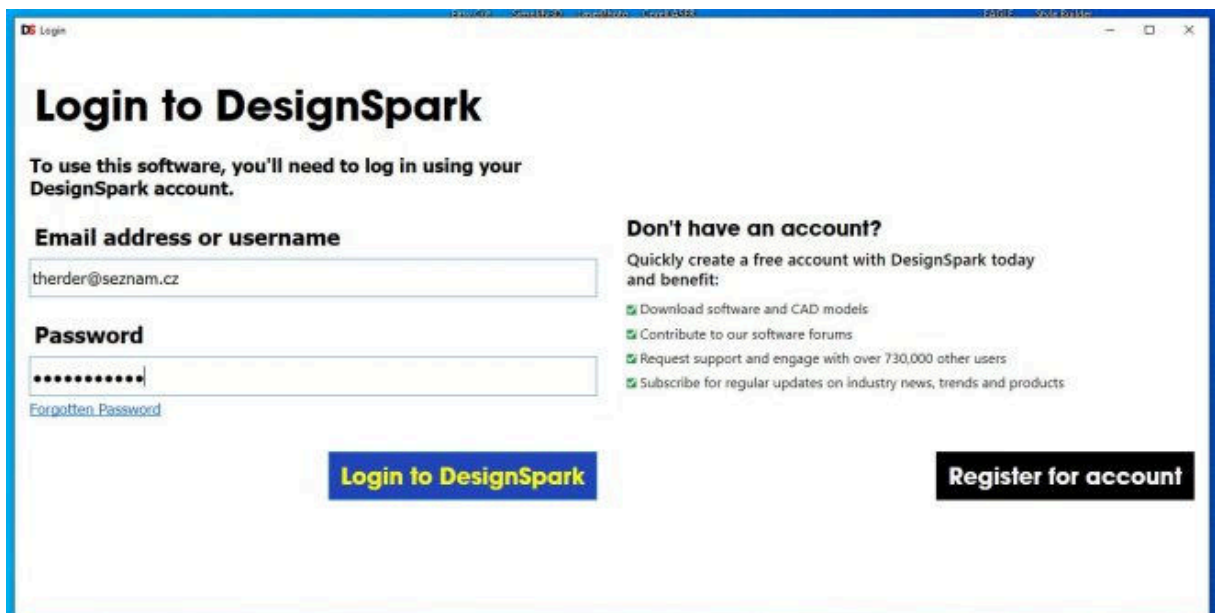 DS Login
Login to DesignSpark
To use this software, you'll need to log in using your
DesignSpark account.
Email address or username
therder@seznam.cz
Password
•••••••••••
Forgotten Password
Login to DesignSpark
Don't have an account?
Quickly create a free account with DesignSpark today
and benefit:
Download software and CAD models
Contribute to our software forums
Request support and engage with over 730,000 other users
Subscribe for regular updates on industry news, trends and products
Register for account